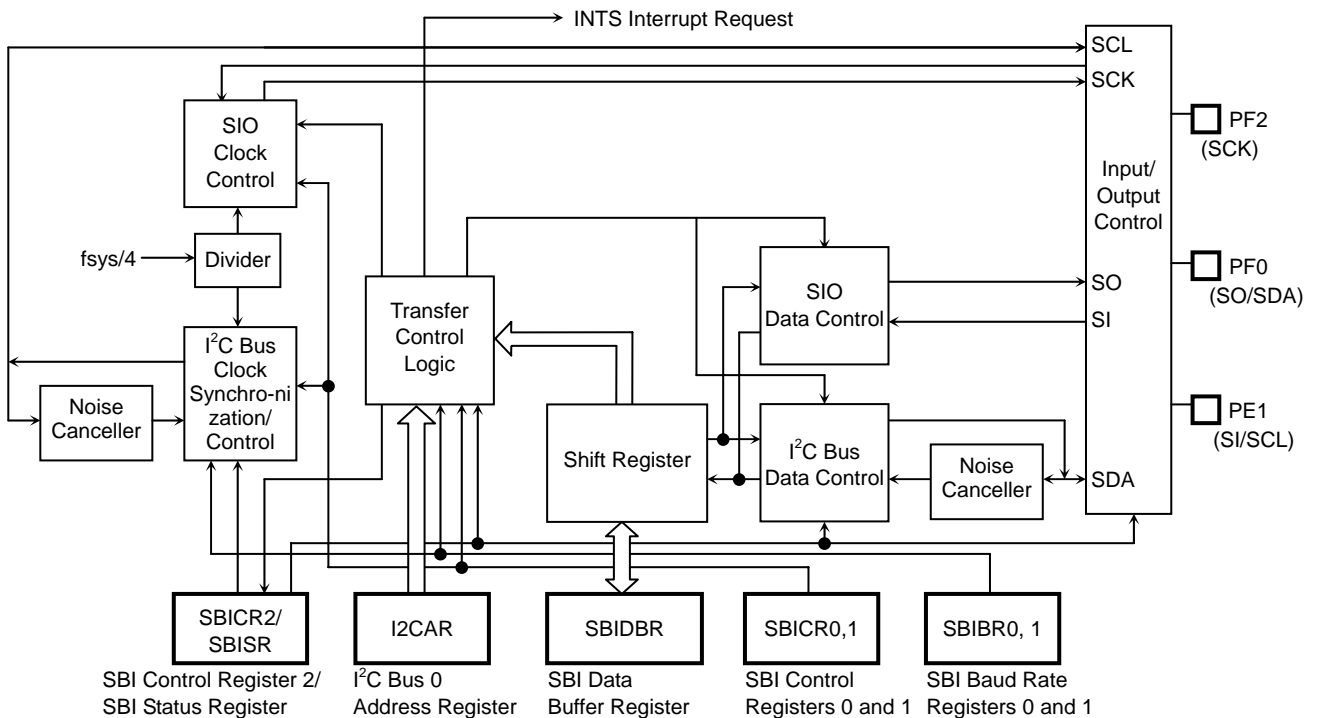 INTS Interrupt Request
SCL
SCK
SIO
Clock
Control
PF2
(SCK)
Input/
Output
Control
fsys/4
Divider
Transfer
Control
Logic
SIO
Data Control
SO
SI
PF0
(SO/SDA)
I²C Bus
Clock
Synchro-ni
zation/
Control
Noise
Canceller
Shift Register
I²C Bus
Data Control
Noise
Canceller
SDA
PE1
(SI/SCL)
SBICR2/
SBISR
I2CAR
SBIDBR
SBICR0,1
SBIBR0, 1
SBI Control Register 2/
SBI Status Register
I²C Bus 0
Address Register
SBI Data
Buffer Register
SBI Control
Registers 0 and 1
SBI Baud Rate
Registers 0 and 1